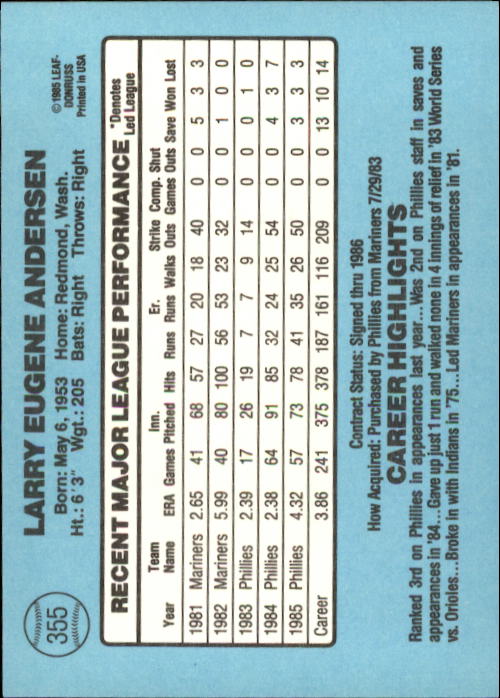 355
LARRY EUGENE ANDERSEN
©1985 LEAF-
DONRUSS
Printed in USA
Born: May 6, 1953 Home: Redmond, Wash.
Ht.: 6'3" Wgt.: 205 Bats: Right Throws: Right
RECENT MAJOR LEAGUE PERFORMANCE *Denotes
Led League
Team Inn. Er. Strike Comp. Shut
Year Name ERA Games Pitched Hits Runs Runs Walks Outs Games Outs Save Won Lost
1981 Mariners 2.65 41 68 57 27 20 18 40 0 0 5 3 3
1982 Mariners 5.99 40 80 100 56 53 23 32 0 0 1 0 0
1983 Phillies 2.39 17 26 19 7 7 9 14 0 0 0 1 0
1984 Phillies 2.38 64 91 85 32 24 25 54 0 0 4 3 7
1985 Phillies 4.32 57 73 78 41 35 26 50 0 0 3 3 3
Career 3.86 241 375 378 187 161 116 209 0 0 13 10 14
Contract Status: Signed thru 1986
How Acquired: Purchased by Phillies from Mariners 7/29/83
CAREER HIGHLIGHTS
Ranked 3rd on Phillies in appearances last year...Was 2nd on Phillies staff in saves and
appearances in '84...Gave up just 1 run and walked none in 4 innings of relief in '83 World Series
vs. Orioles...Broke In with Indians in '75...Led Mariners in appearances in '81.